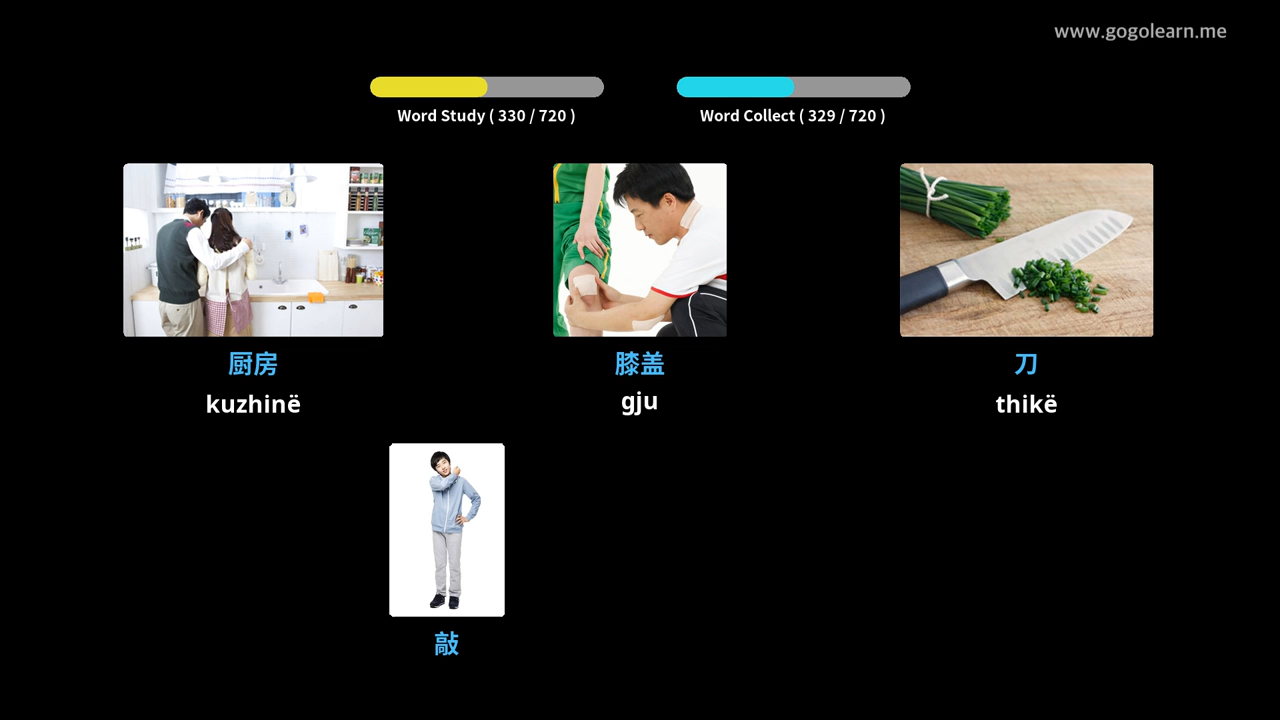 www.gogolearn.me
Word Study ( 330 / 720 )
Word Collect ( 329 / 720 )
厨房
膝盖
刀
kuzhinë
gju
thikë
敲